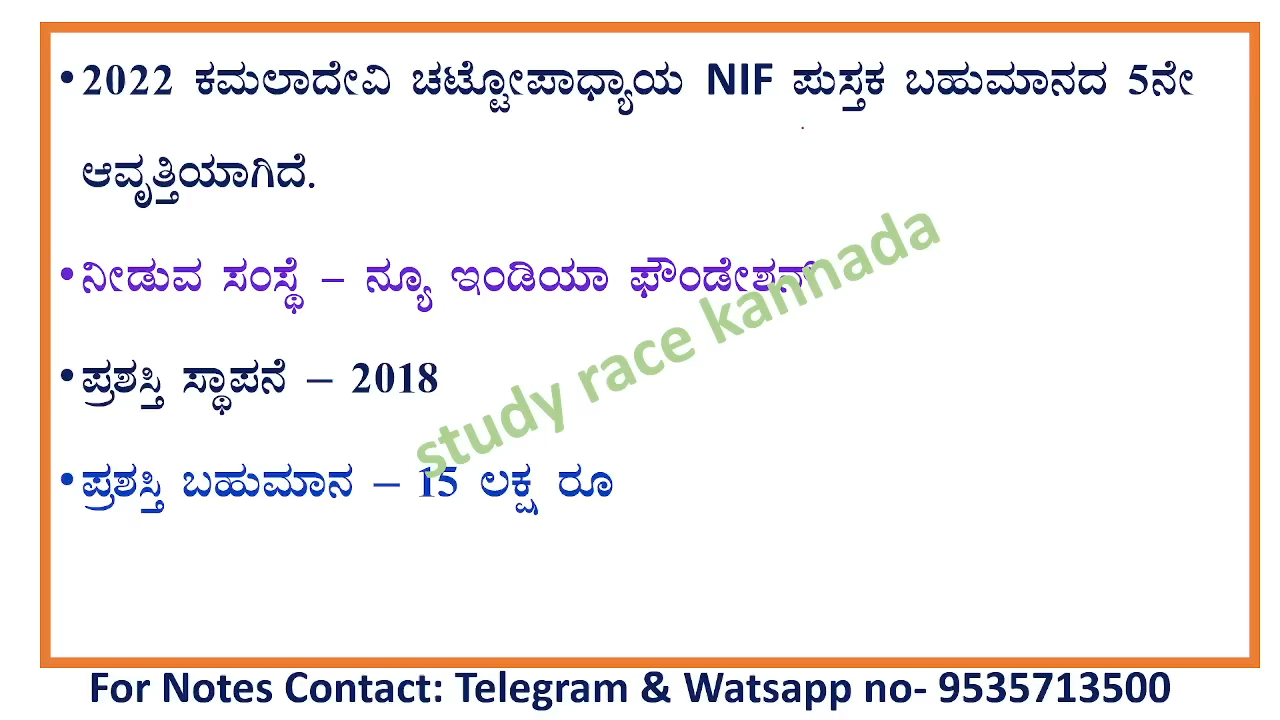 •2022 ಕಮಲಾದೇವಿ ಚಟ್ಟೋಪಾಧ್ಯಾಯ NIF ಪುಸ್ತಕ ಬಹುಮಾನದ 5ನೇ
ಆವೃತ್ತಿಯಾಗಿದೆ.
•ನೀಡುವ ಸಂಸ್ಥೆ – ನ್ಯೂ ಇಂಡಿಯಾ ಫೌಂಡೇಶನ್
•ಪ್ರಶಸ್ತಿ ಸ್ಥಾಪನೆ – 2018
•ಪ್ರಶಸ್ತಿ ಬಹುಮಾನ – 15 ಲಕ್ಷ ರೂ
study race kannada
For Notes Contact: Telegram & Watsapp no- 9535713500